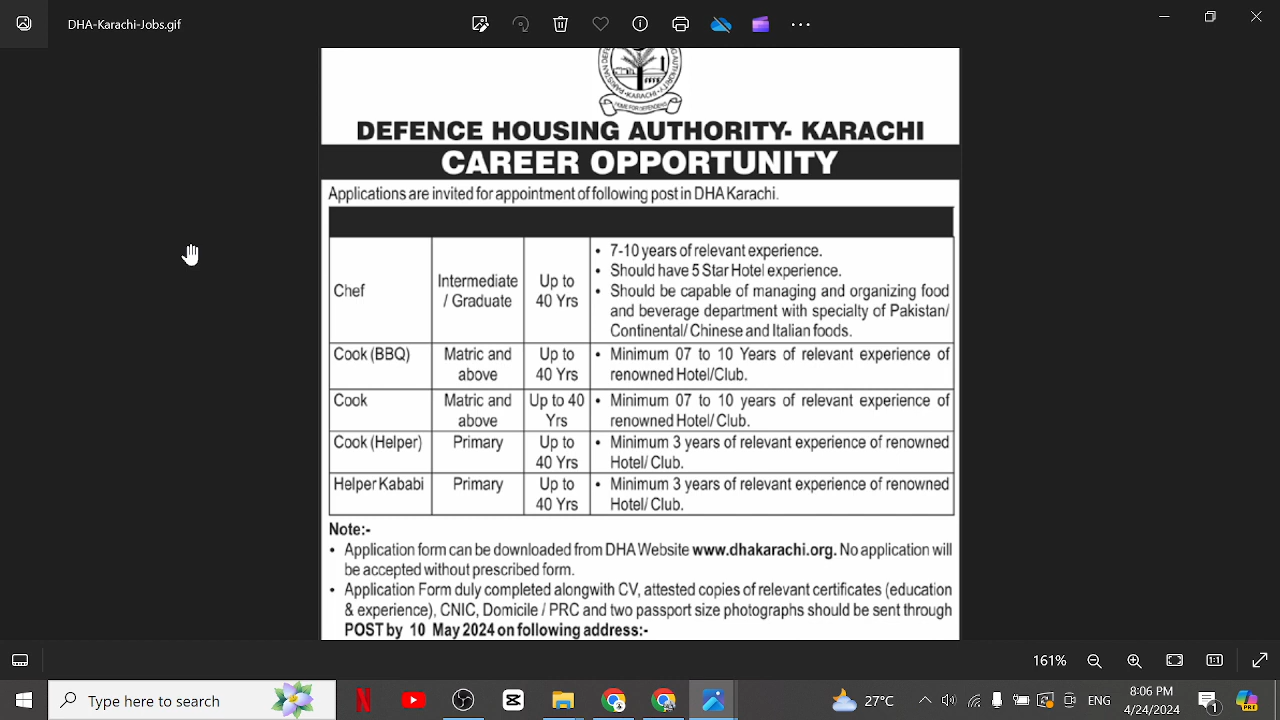 DHA-Karachi-Jobs.gif
KARACHI
HOME FOR DEFENDERS
DEFENCE HOUSING AUTHORITY- KARACHI
CAREER OPPORTUNITY
Applications are invited for appointment of following post in DHA Karachi.
Chef
Intermediate
/ Graduate
Up to
40 Yrs
• 7-10 years of relevant experience.
• Should have 5 Star Hotel experience.
• Should be capable of managing and organizing food
and beverage department with specialty of Pakistan/
Continental/ Chinese and Italian foods.
Cook (BBQ)
Matric and
above
Up to
40 Yrs
• Minimum 07 to 10 Years of relevant experience of
renowned Hotel/Club.
Cook
Matric and
above
Up to 40
Yrs
• Minimum 07 to 10 years of relevant experience of
renowned Hotel/ Club.
Cook (Helper)
Primary
Up to
40 Yrs
• Minimum 3 years of relevant experience of renowned
Hotel/ Club.
Helper Kababi
Primary
Up to
40 Yrs
• Minimum 3 years of relevant experience of renowned
Hotel/ Club.
Note:-
• Application form can be downloaded from DHA Website www.dhakarachi.org. No application will
be accepted without prescribed form.
• Application Form duly completed alongwith CV, attested copies of relevant certificates (education
& experience), CNIC, Domicile / PRC and two passport size photographs should be sent through
POST by 10 May 2024 on following address:-
161%
Type here to search
27°C
ENG
8:06 PM
4/24/2024
1
PRE